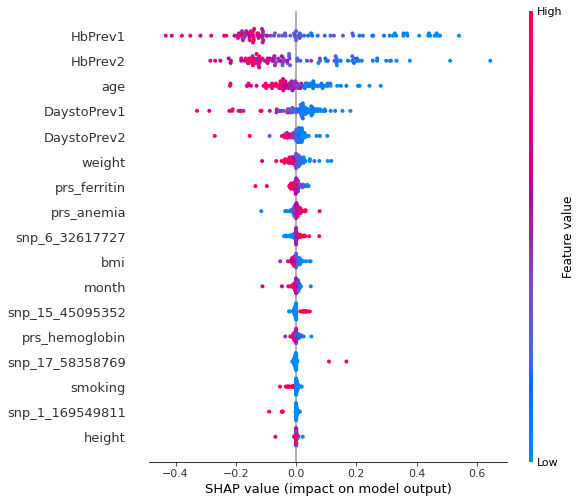 High
HbPrev1
HbPrev2
age
DaystoPrev1
DaystoPrev2
weight
prs_ferritin
prs_anemia
snp_6_32617727
bmi
month
snp_15_45095352
prs_hemoglobin
snp_17_58358769
smoking
snp_1_169549811
height
Feature value
Low
−0.4 −0.2 0.0 0.2 0.4 0.6
SHAP value (impact on model output)